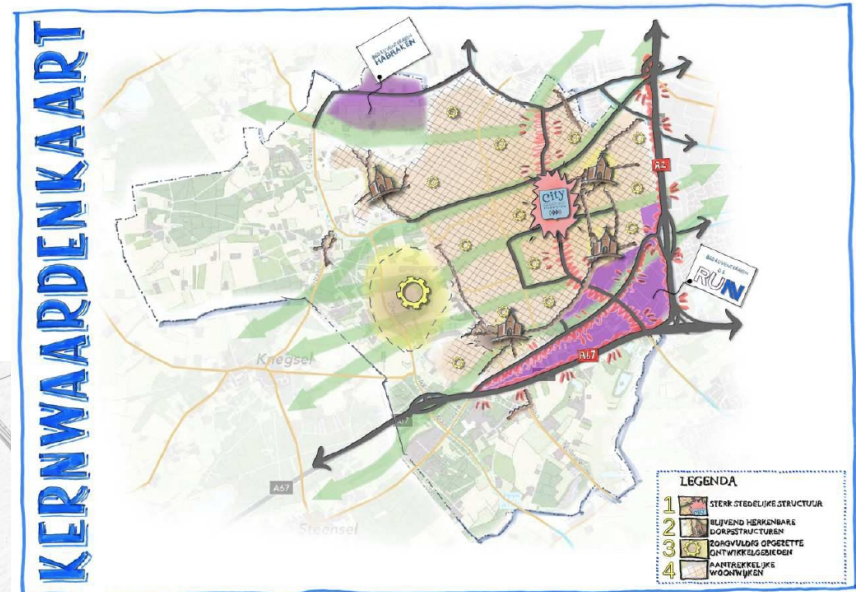 KERNWAARDENKAART
BEDRIJVENTERREIN
HABRAKEN
A2
City
BEDRIJVENTERREIN
DE
RUN
A67
Knegsel
A67
Steensel
LEGENDA
1 STERK STEDELIJKE STRUCTUUR
2 BLIJVEND HERKENBARE
DORPSSTRUCTUREN
3 ZORGVULDIG OPGEZETTE
ONTWIKKELGEBIEDEN
4 AANTREKKELIJKE
WOONWIJKEN